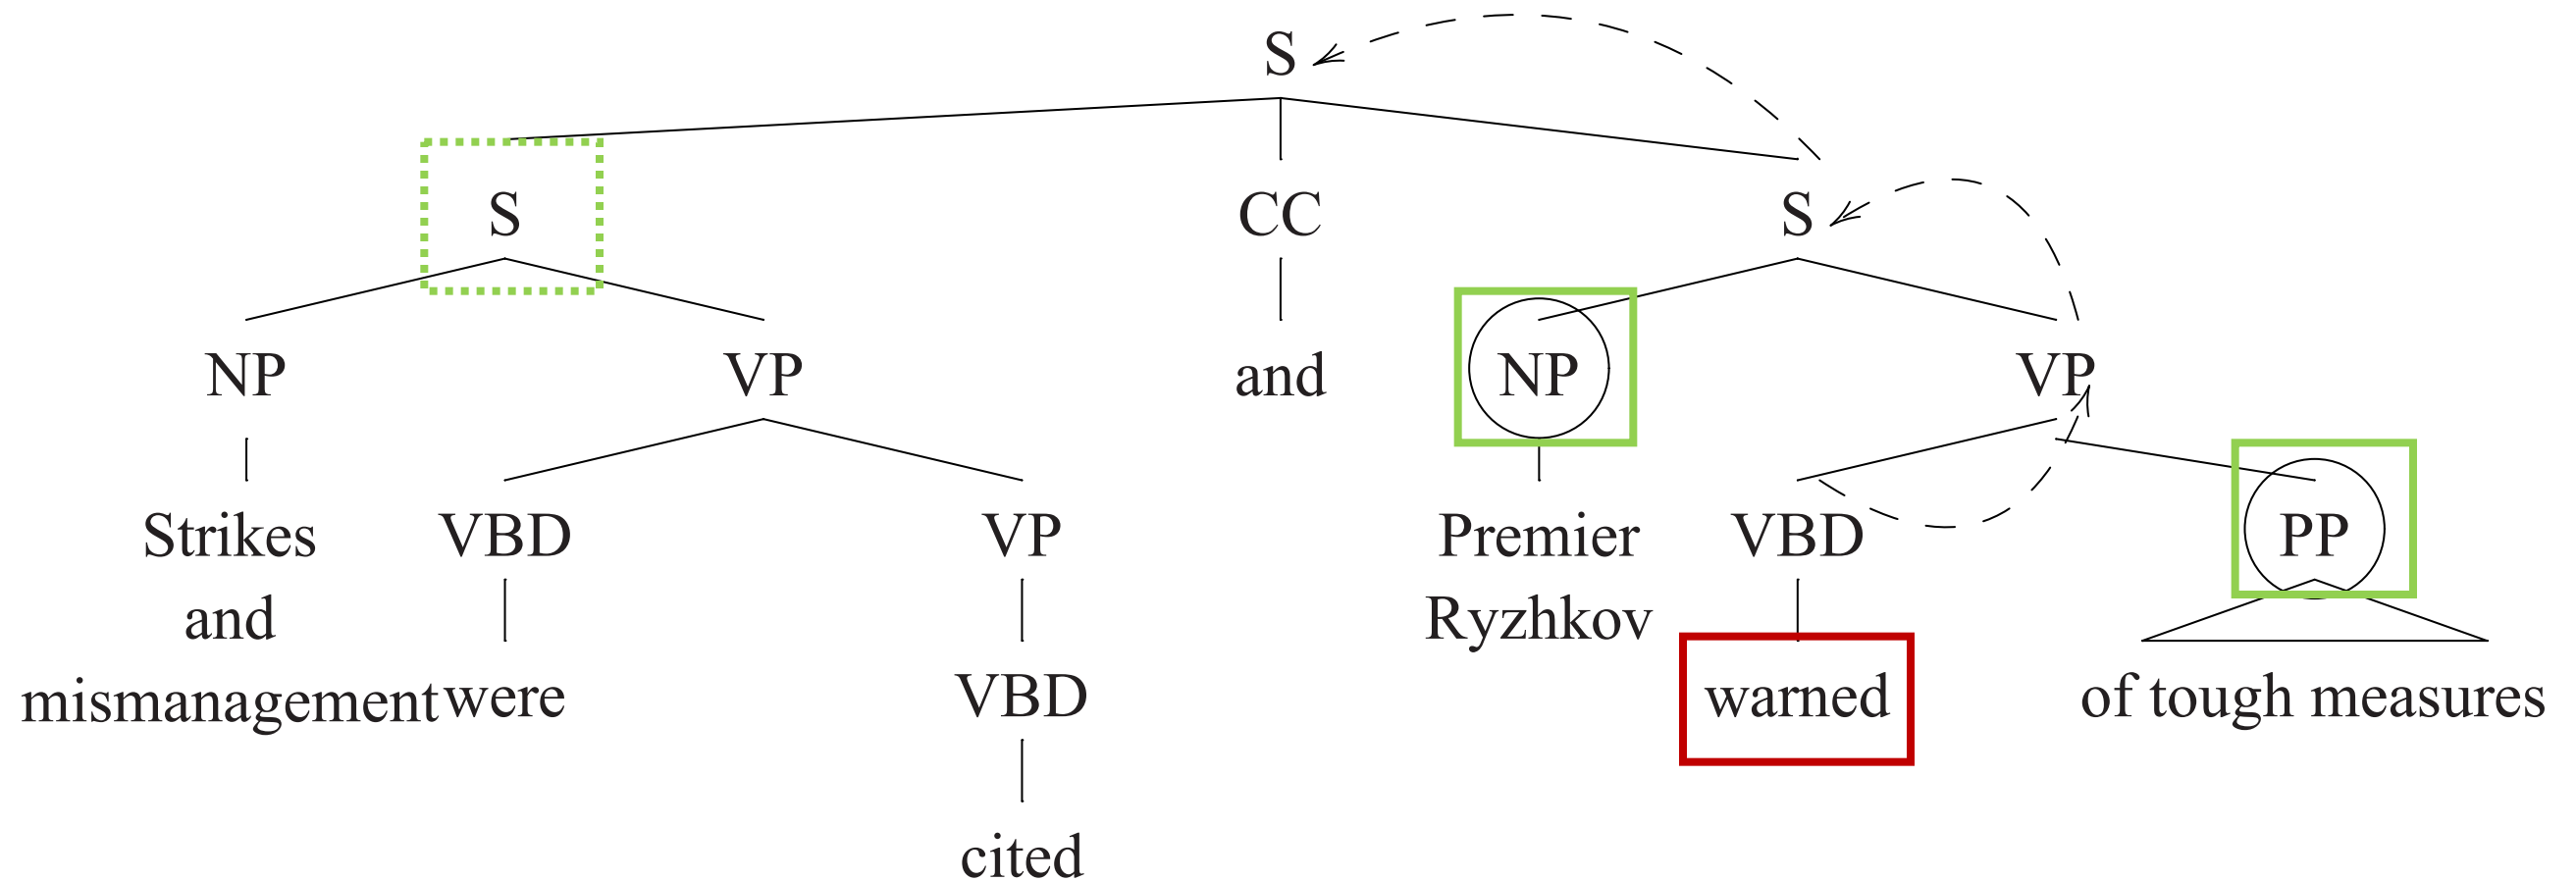 S
S CC S
NP VP and NP VP
Strikes VBD VP Premier VBD PP
and Ryzhkov
mismanagement were VBD warned of tough measures
cited